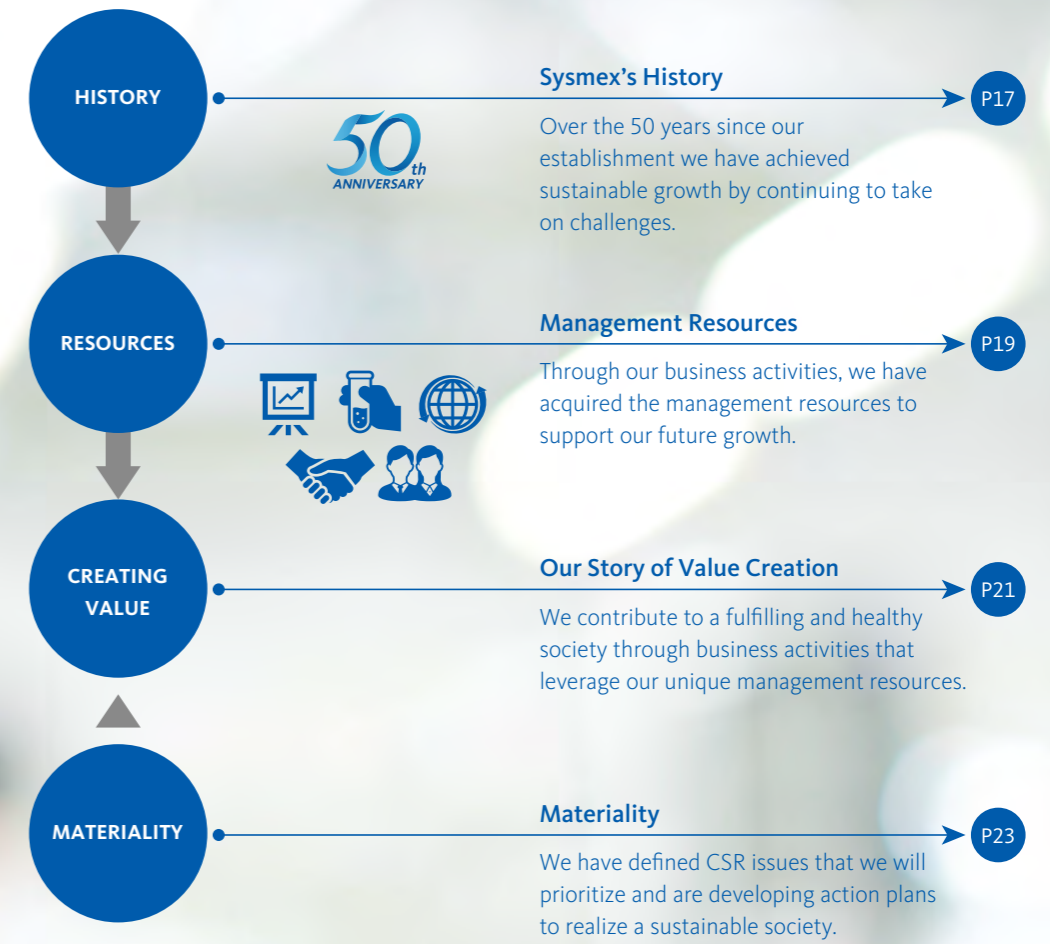 HISTORY
Sysmex's History
P17
50th
ANNIVERSARY
Over the 50 years since our
establishment we have achieved
sustainable growth by continuing to take
on challenges.
RESOURCES
Management Resources
P19
Through our business activities, we have
acquired the management resources to
support our future growth.
CREATING
VALUE
Our Story of Value Creation
P21
We contribute to a fulfilling and healthy
society through business activities that
leverage our unique management resources.
MATERIALITY
Materiality
P23
We have defined CSR issues that we will
prioritize and are developing action plans
to realize a sustainable society.